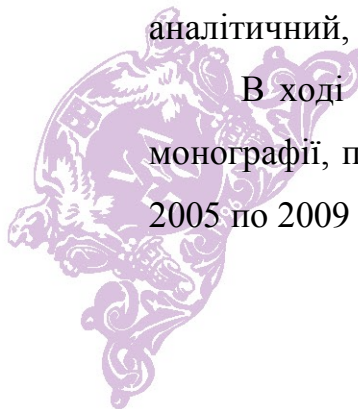 аналітичний,
В ході
монографії, п
2005 по 2009